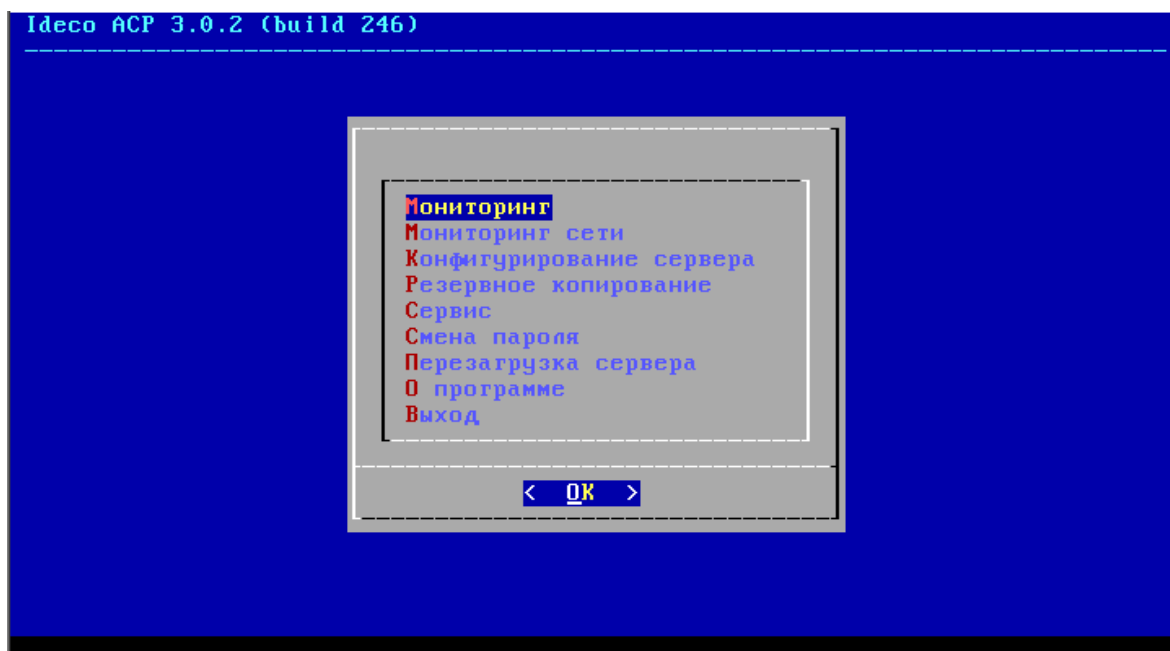 Ideco ACP 3.0.2 (build 246)
Мониторинг
Мониторинг сети
Конфигурирование сервера
Резервное копирование
Сервис
Смена пароля
Перезагрузка сервера
О программе
Выход
< OK >